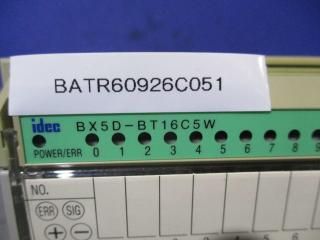 BATR60926C051
idec BX5D-BT16C5W
POWER/ERR 0 1 2 3 4 5 6 7 8 9
NO.
ERR SIG